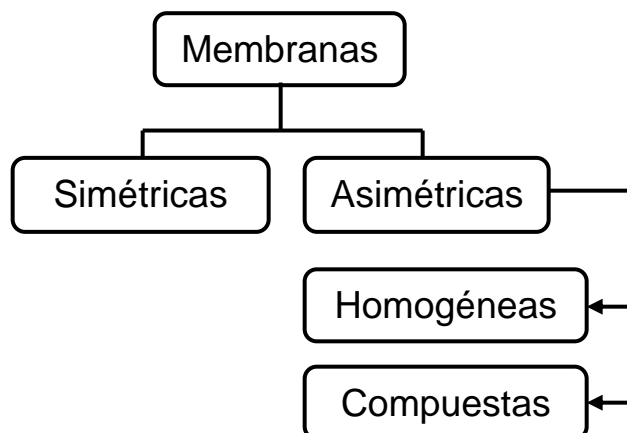 Membranas
Simétricas
Asimétricas
Homogéneas
Compuestas